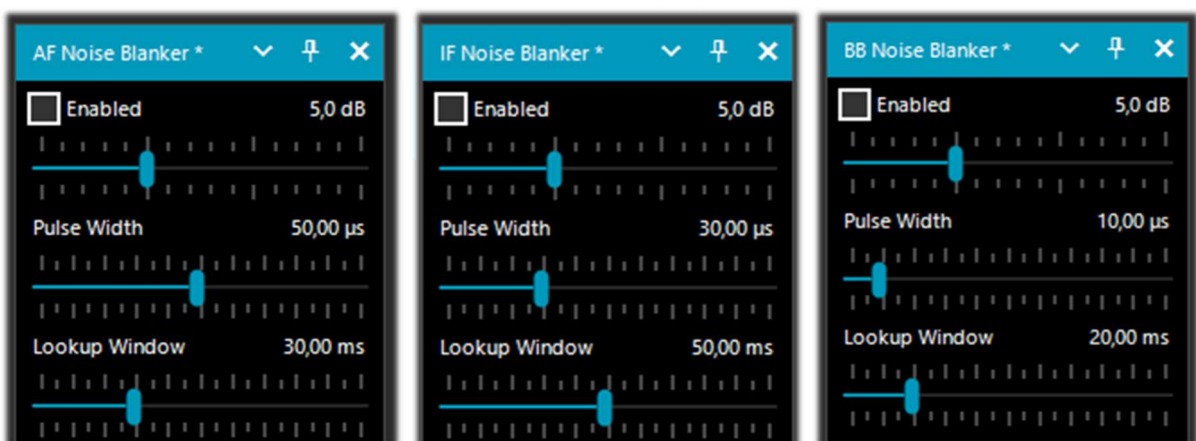 AF Noise Blanker *
Enabled 5,0 dB
Pulse Width 50,00 µs
Lookup Window 30,00 ms
IF Noise Blanker *
Enabled 5,0 dB
Pulse Width 30,00 µs
Lookup Window 50,00 ms
BB Noise Blanker *
Enabled 5,0 dB
Pulse Width 10,00 µs
Lookup Window 20,00 ms